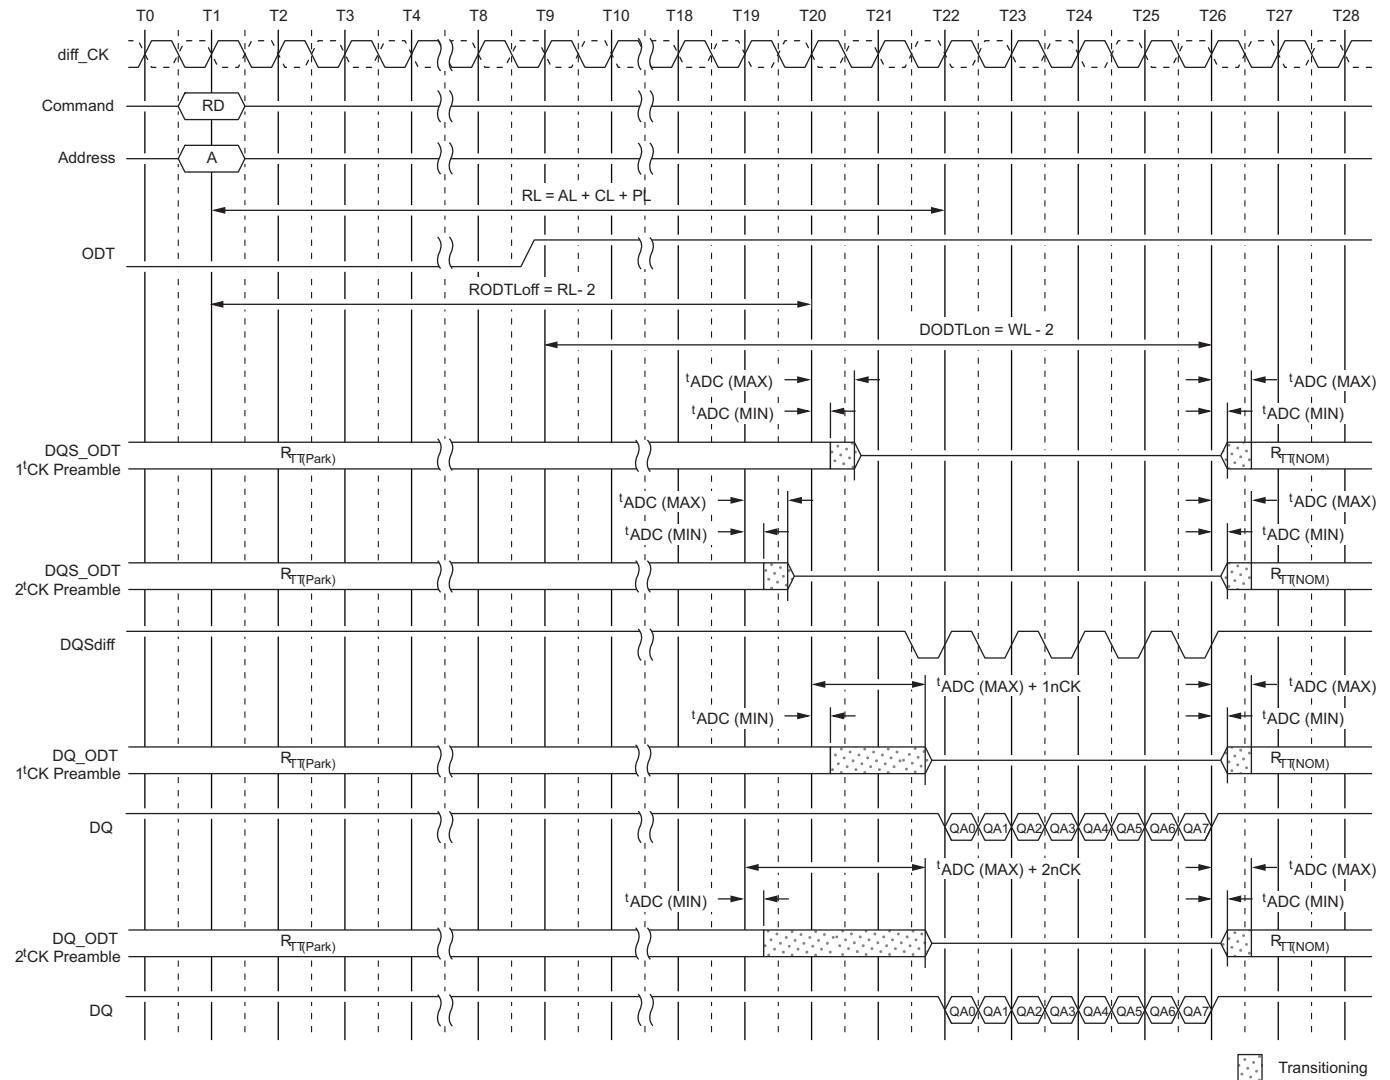 T0 T1 T2 T3 T4 T8 T9 T10 T18 T19 T20 T21 T22 T23 T24 T25 T26 T27 T28
diff_CK
Command RD
Address A
RL = AL + CL + PL
ODT
RODTLoff = RL- 2
DODTLon = WL - 2
tADC (MAX) tADC (MAX)
tADC (MIN) tADC (MIN)
DQS_ODT
1tCK Preamble
RTT(Park) RTT(NOM)
tADC (MAX) tADC (MAX)
tADC (MIN) tADC (MIN)
DQS_ODT
2tCK Preamble
RTT(Park) RTT(NOM)
DQSdiff
tADC (MAX) + 1nCK tADC (MAX)
tADC (MIN) tADC (MIN)
DQ_ODT
1tCK Preamble
RTT(Park) RTT(NOM)
DQ QA0 QA1 QA2 QA3 QA4 QA5 QA6 QA7
tADC (MAX) + 2nCK tADC (MAX)
tADC (MIN) tADC (MIN)
DQ_ODT
2tCK Preamble
RTT(Park) RTT(NOM)
DQ QA0 QA1 QA2 QA3 QA4 QA5 QA6 QA7
Transitioning